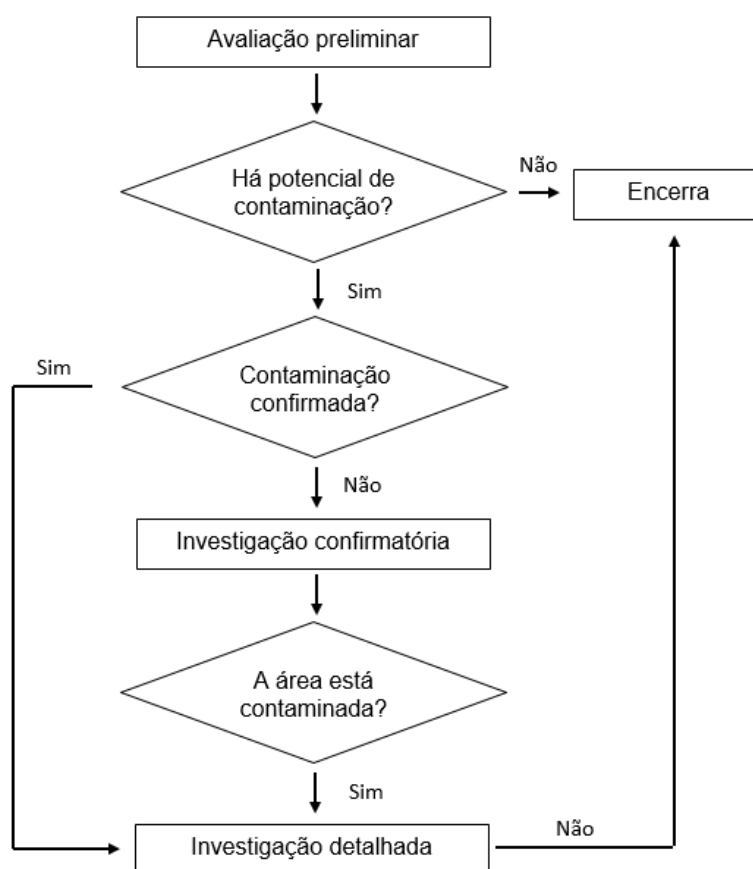 Avaliação preliminar
Há potencial de
contaminação?
Não
Encerra
Sim
Contaminação
confirmada?
Sim
Não
Investigação confirmatória
A área está
contaminada?
Sim
Investigação detalhada
Não